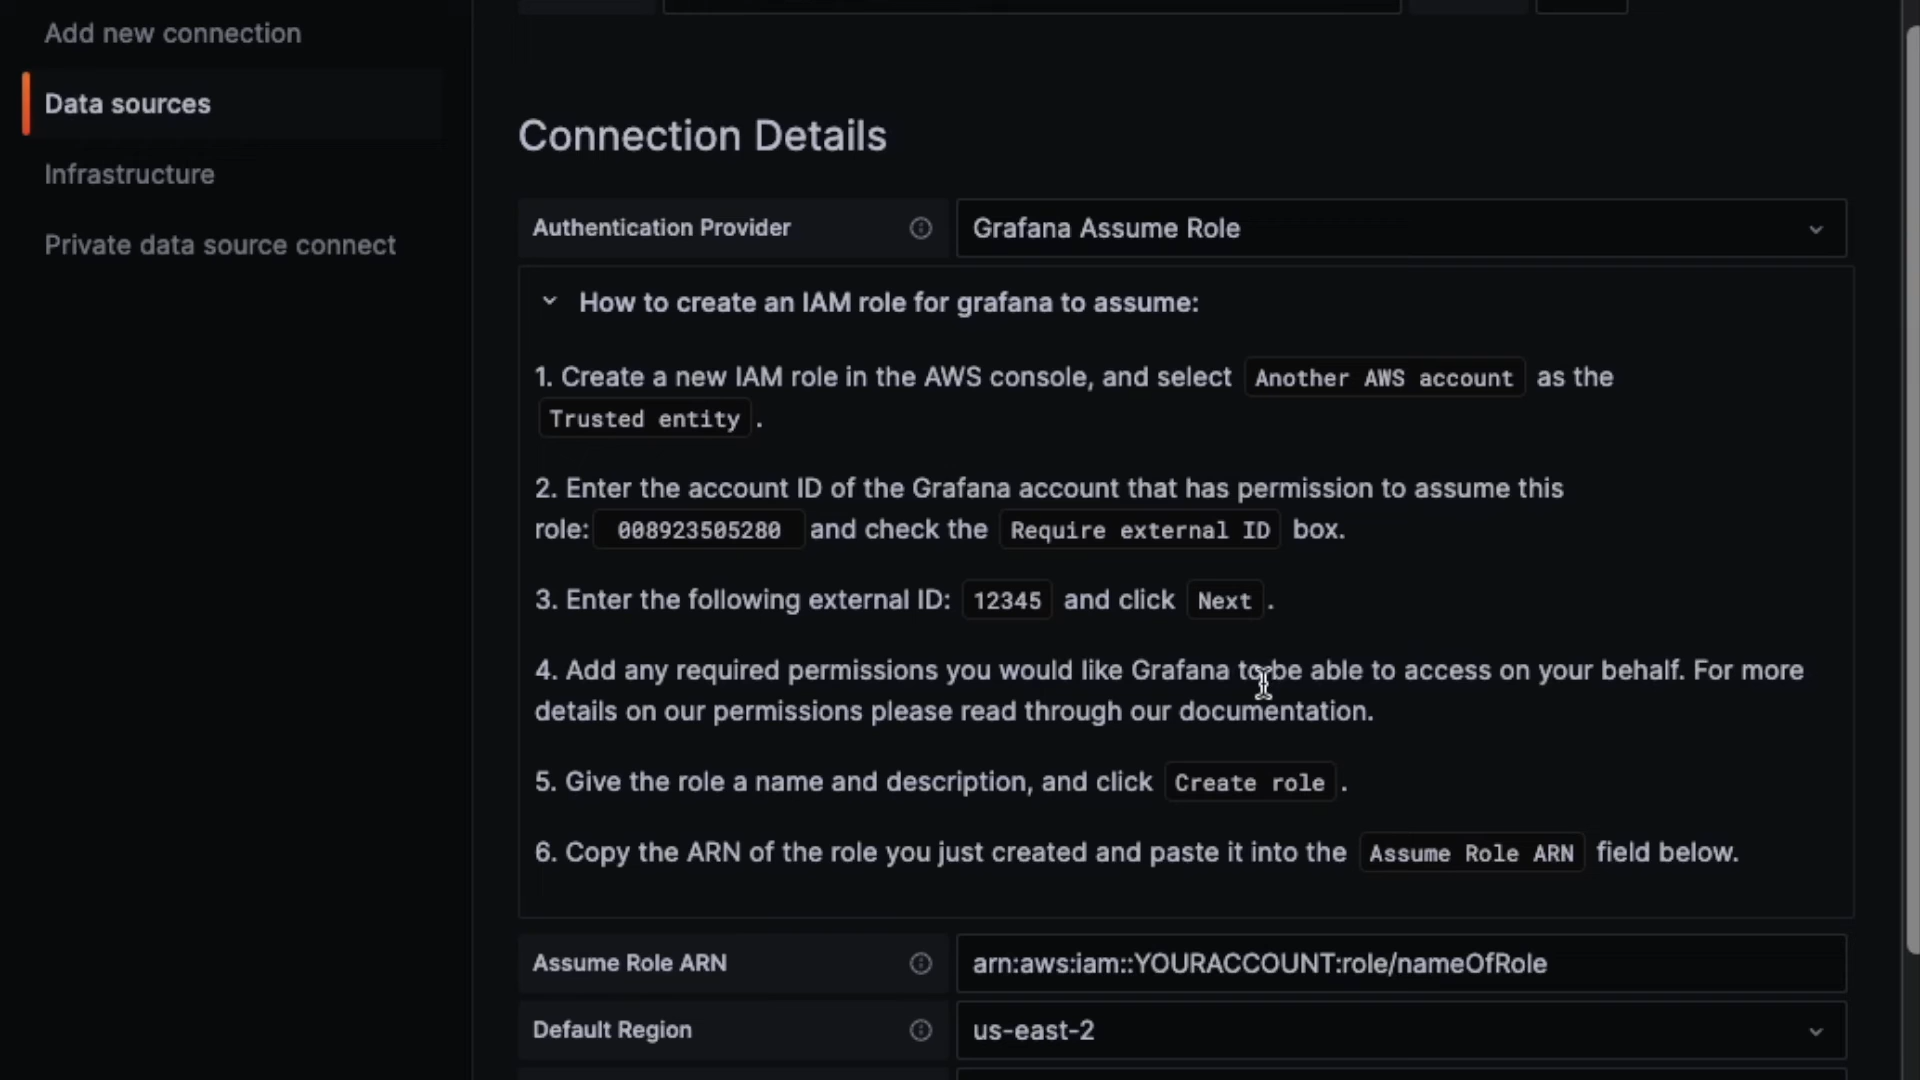 Add new connection
Data sources
Infrastructure
Private data source connect
Connection Details
Authentication Provider
Grafana Assume Role
How to create an IAM role for grafana to assume:
1. Create a new IAM role in the AWS console, and select Another AWS account as the
Trusted entity .
2. Enter the account ID of the Grafana account that has permission to assume this
role: 008923505280 and check the Require external ID box.
3. Enter the following external ID: 12345 and click Next .
4. Add any required permissions you would like Grafana to be able to access on your behalf. For more
details on our permissions please read through our documentation.
5. Give the role a name and description, and click Create role .
6. Copy the ARN of the role you just created and paste it into the Assume Role ARN field below.
Assume Role ARN
arn:aws:iam::YOURACCOUNT:role/nameOfRole
Default Region
us-east-2